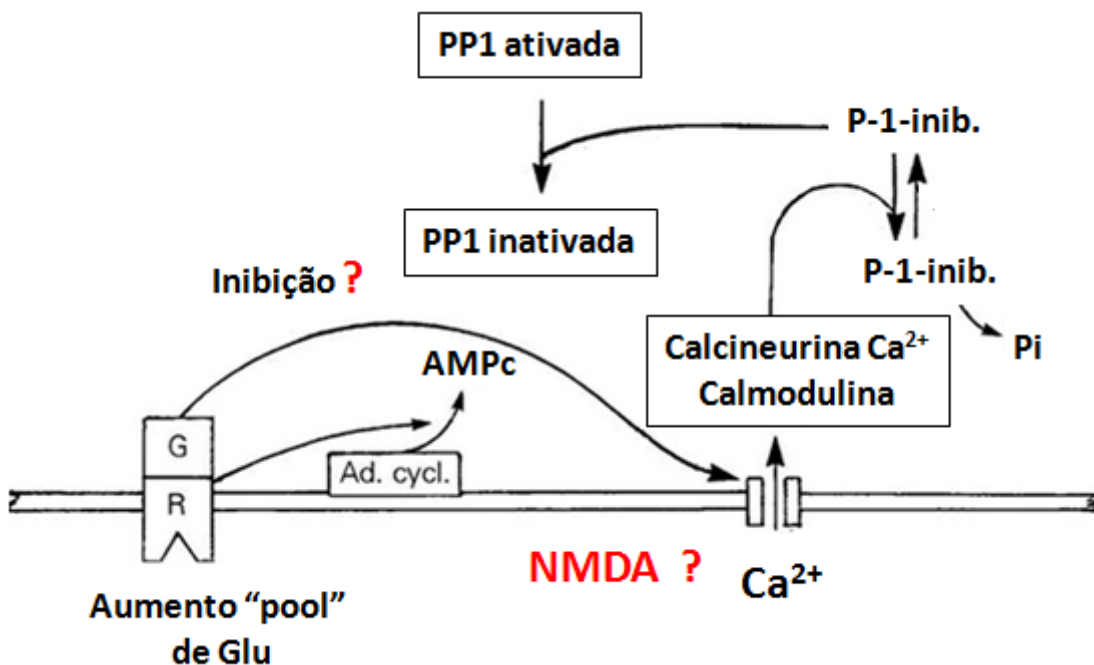 PP1 ativada
P-1-inib.
PP1 inativada
P-1-inib.
Inibição ?
Pi
Calcineurina Ca²⁺
Calmodulina
AMPc
G
Ad. cycl.
R
NMDA ?
Ca²⁺
Aumento “pool”
de Glu